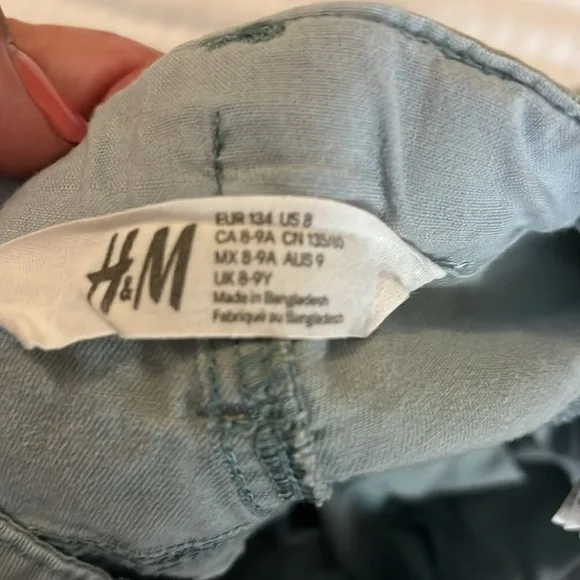 H&M
EUR 134 US 8
CA 8-9A CN 135/60
MX 8-9A AUS 9
UK 8-9Y
Made in Bangladesh
Fabriqué au Bangladesh